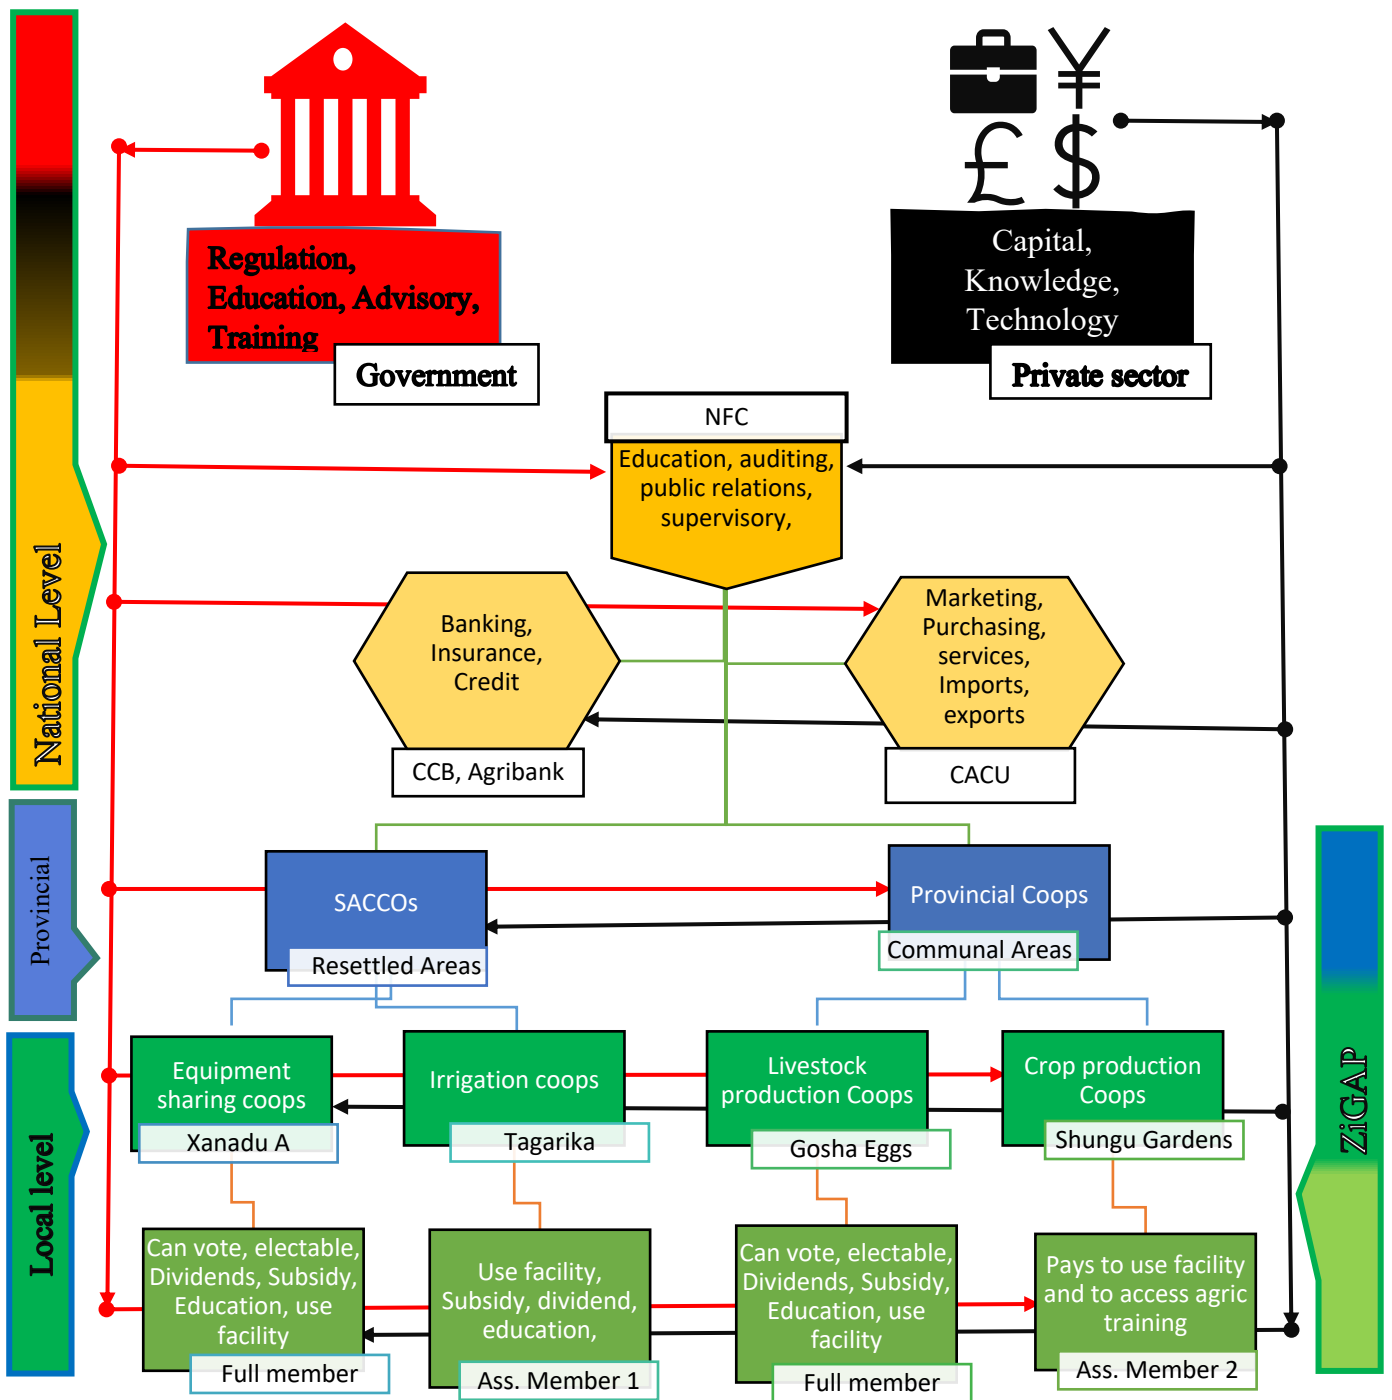 Regulation,
Education, Advisory,
Training
Government
¥
£ $
Capital,
Knowledge,
Technology
Private sector
NFC
Education, auditing,
public relations,
supervisory,
National Level
Banking,
Insurance,
Credit
CCB, Agribank
Marketing,
Purchasing,
services,
Imports,
exports
CACU
Provincial
SACCOs
Resettled Areas
Provincial Coops
Communal Areas
ZiGAP
Local level
Equipment
sharing coops
Xanadu A
Irrigation coops
Tagarika
Livestock
production Coops
Gosha Eggs
Crop production
Coops
Shungu Gardens
Can vote, electable,
Dividends, Subsidy,
Education, use
facility
Full member
Use facility,
Subsidy, dividend,
education,
Ass. Member 1
Can vote, electable,
Dividends, Subsidy,
Education, use
facility
Full member
Pays to use facility
and to access agric
training
Ass. Member 2